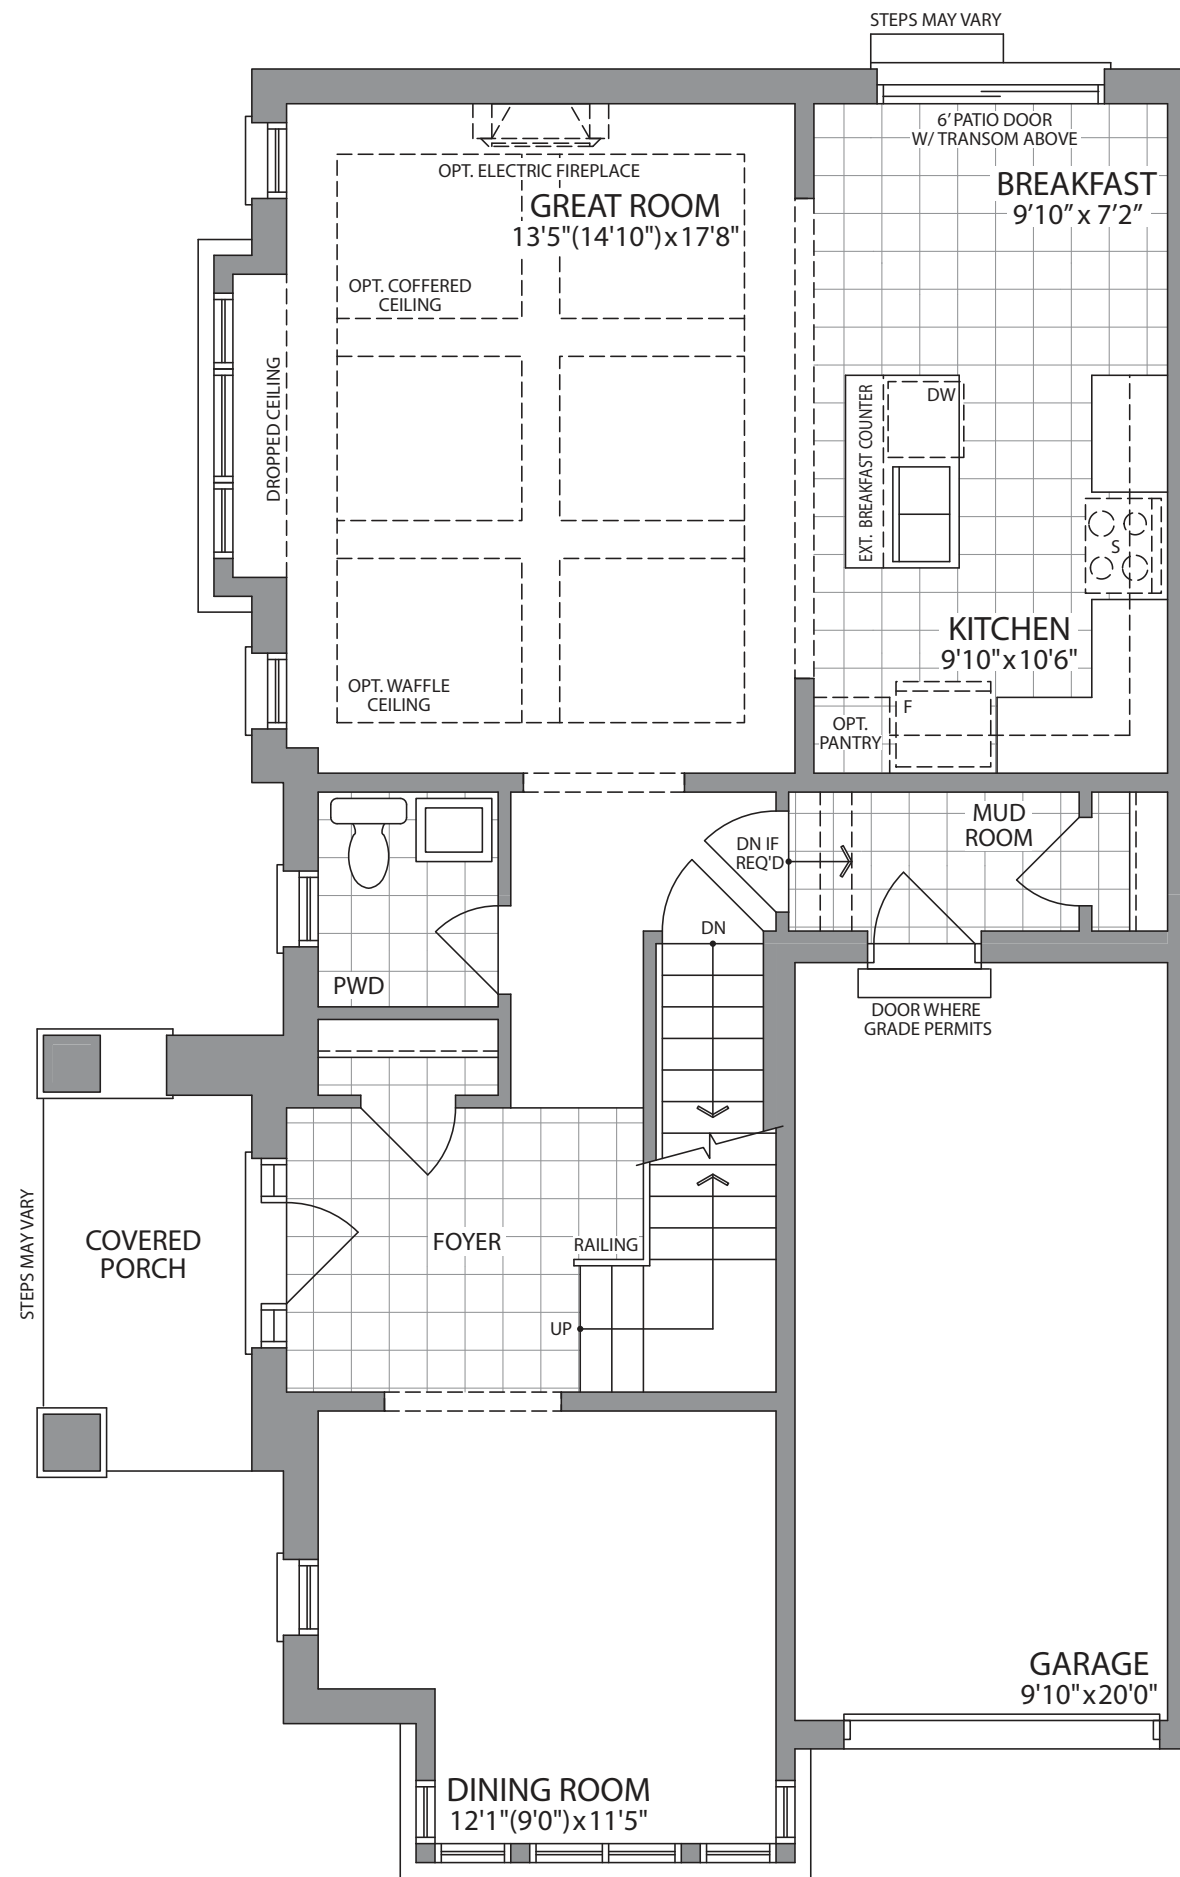 STEPS MAY VARY
6' PATIO DOOR
W/ TRANSOM ABOVE
BREAKFAST
9'10" x 7'2"
OPT. ELECTRIC FIREPLACE
GREAT ROOM
13'5"(14'10")x17'8"
OPT. COFFERED
CEILING
DROPPED CEILING
EXT. BREAKFAST COUNTER
DW
S
KITCHEN
9'10"x10'6"
OPT. WAFFLE
CEILING
OPT.
PANTRY
F
MUD
ROOM
DN IF
REQ'D
DN
PWD
DOOR WHERE
GRADE PERMITS
STEPS MAY VARY
COVERED
PORCH
FOYER
RAILING
UP
GARAGE
9'10"x20'0"
DINING ROOM
12'1"(9'0")x11'5"